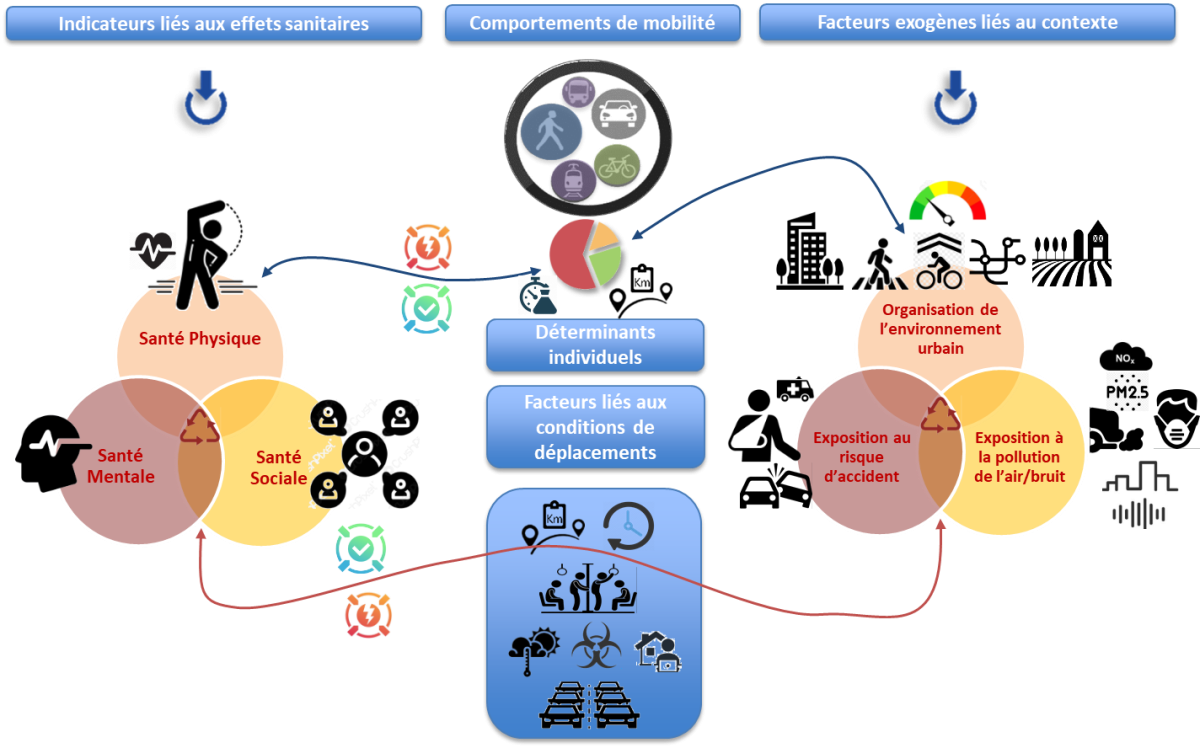 Indicateurs liés aux effets sanitaires
Comportements de mobilité
Facteurs exogènes liés au contexte
Km
Santé Physique
Santé
Mentale
Santé
Sociale
Déterminants
individuels
Facteurs liés aux
conditions de
déplacements
Km
Organisation de
l'environnement
urbain
Exposition au
risque
d'accident
Exposition à
la pollution
de l'air/bruit
NOx
PM2.5